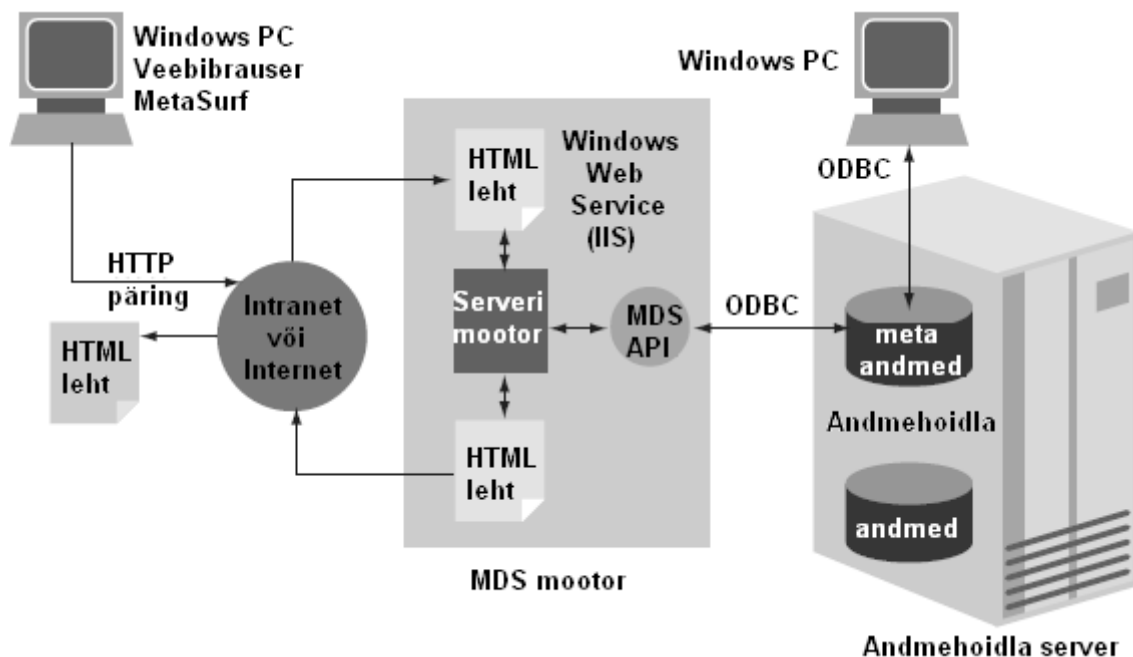 Windows PC
Veebibrauser
MetaSurf
HTTP
päring
HTML
leht
Intranet
või
Internet
HTML
leht
Windows
Web
Service
(IIS)
Serveri
mootor
MDS
API
HTML
leht
MDS mootor
ODBC
Windows PC
ODBC
meta
andmed
Andmehoidla
andmed
Andmehoidla server